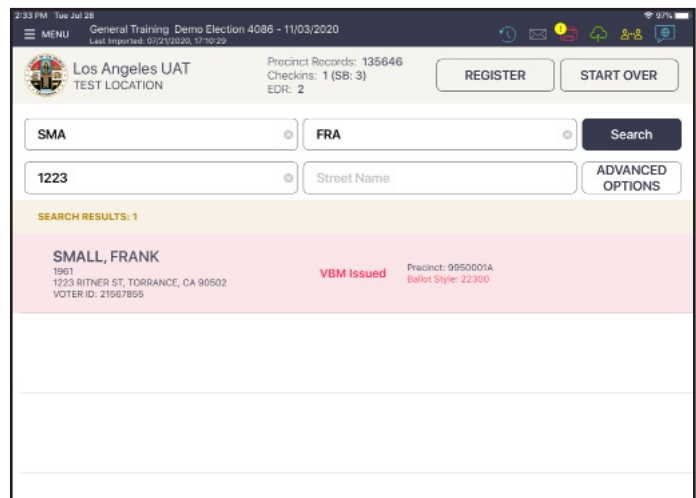 2:33 PM Tue Jul 28
97%
MENU
General Training Demo Election 4086 - 11/03/2020
Last Imported: 07/21/2020, 17:10:29
Los Angeles UAT
TEST LOCATION
Precinct Records: 135646
Checkins: 1 (SB: 3)
EDR: 2
REGISTER
START OVER
SMA
FRA
Search
1223
Street Name
ADVANCED
OPTIONS
SEARCH RESULTS: 1
SMALL, FRANK
1961
1223 RITNER ST, TORRANCE, CA 90502
VOTER ID: 21567855
VBM Issued
Precinct: 9950001A
Ballot Style: 22300